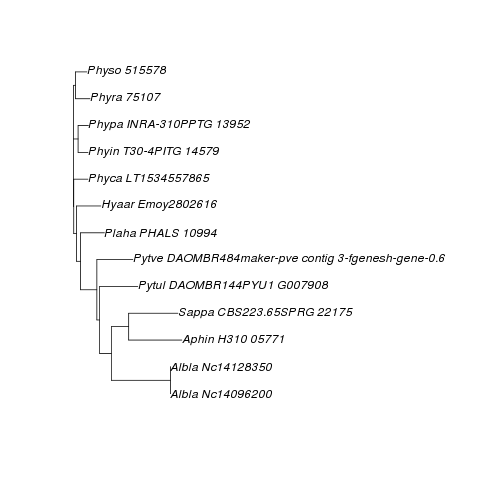 Physo 515578
Phyra 75107
Phypa INRA-310PPTG 13952
Phyin T30-4PITG 14579
Phyca LT1534557865
Hyaar Emoy2802616
Plaha PHALS 10994
Pytve DAOMBR484maker-pve contig 3-fgenesh-gene-0.6
Pytul DAOMBR144PYU1 G007908
Sappa CBS223.65SPRG 22175
Aphin H310 05771
Albla Nc14128350
Albla Nc14096200